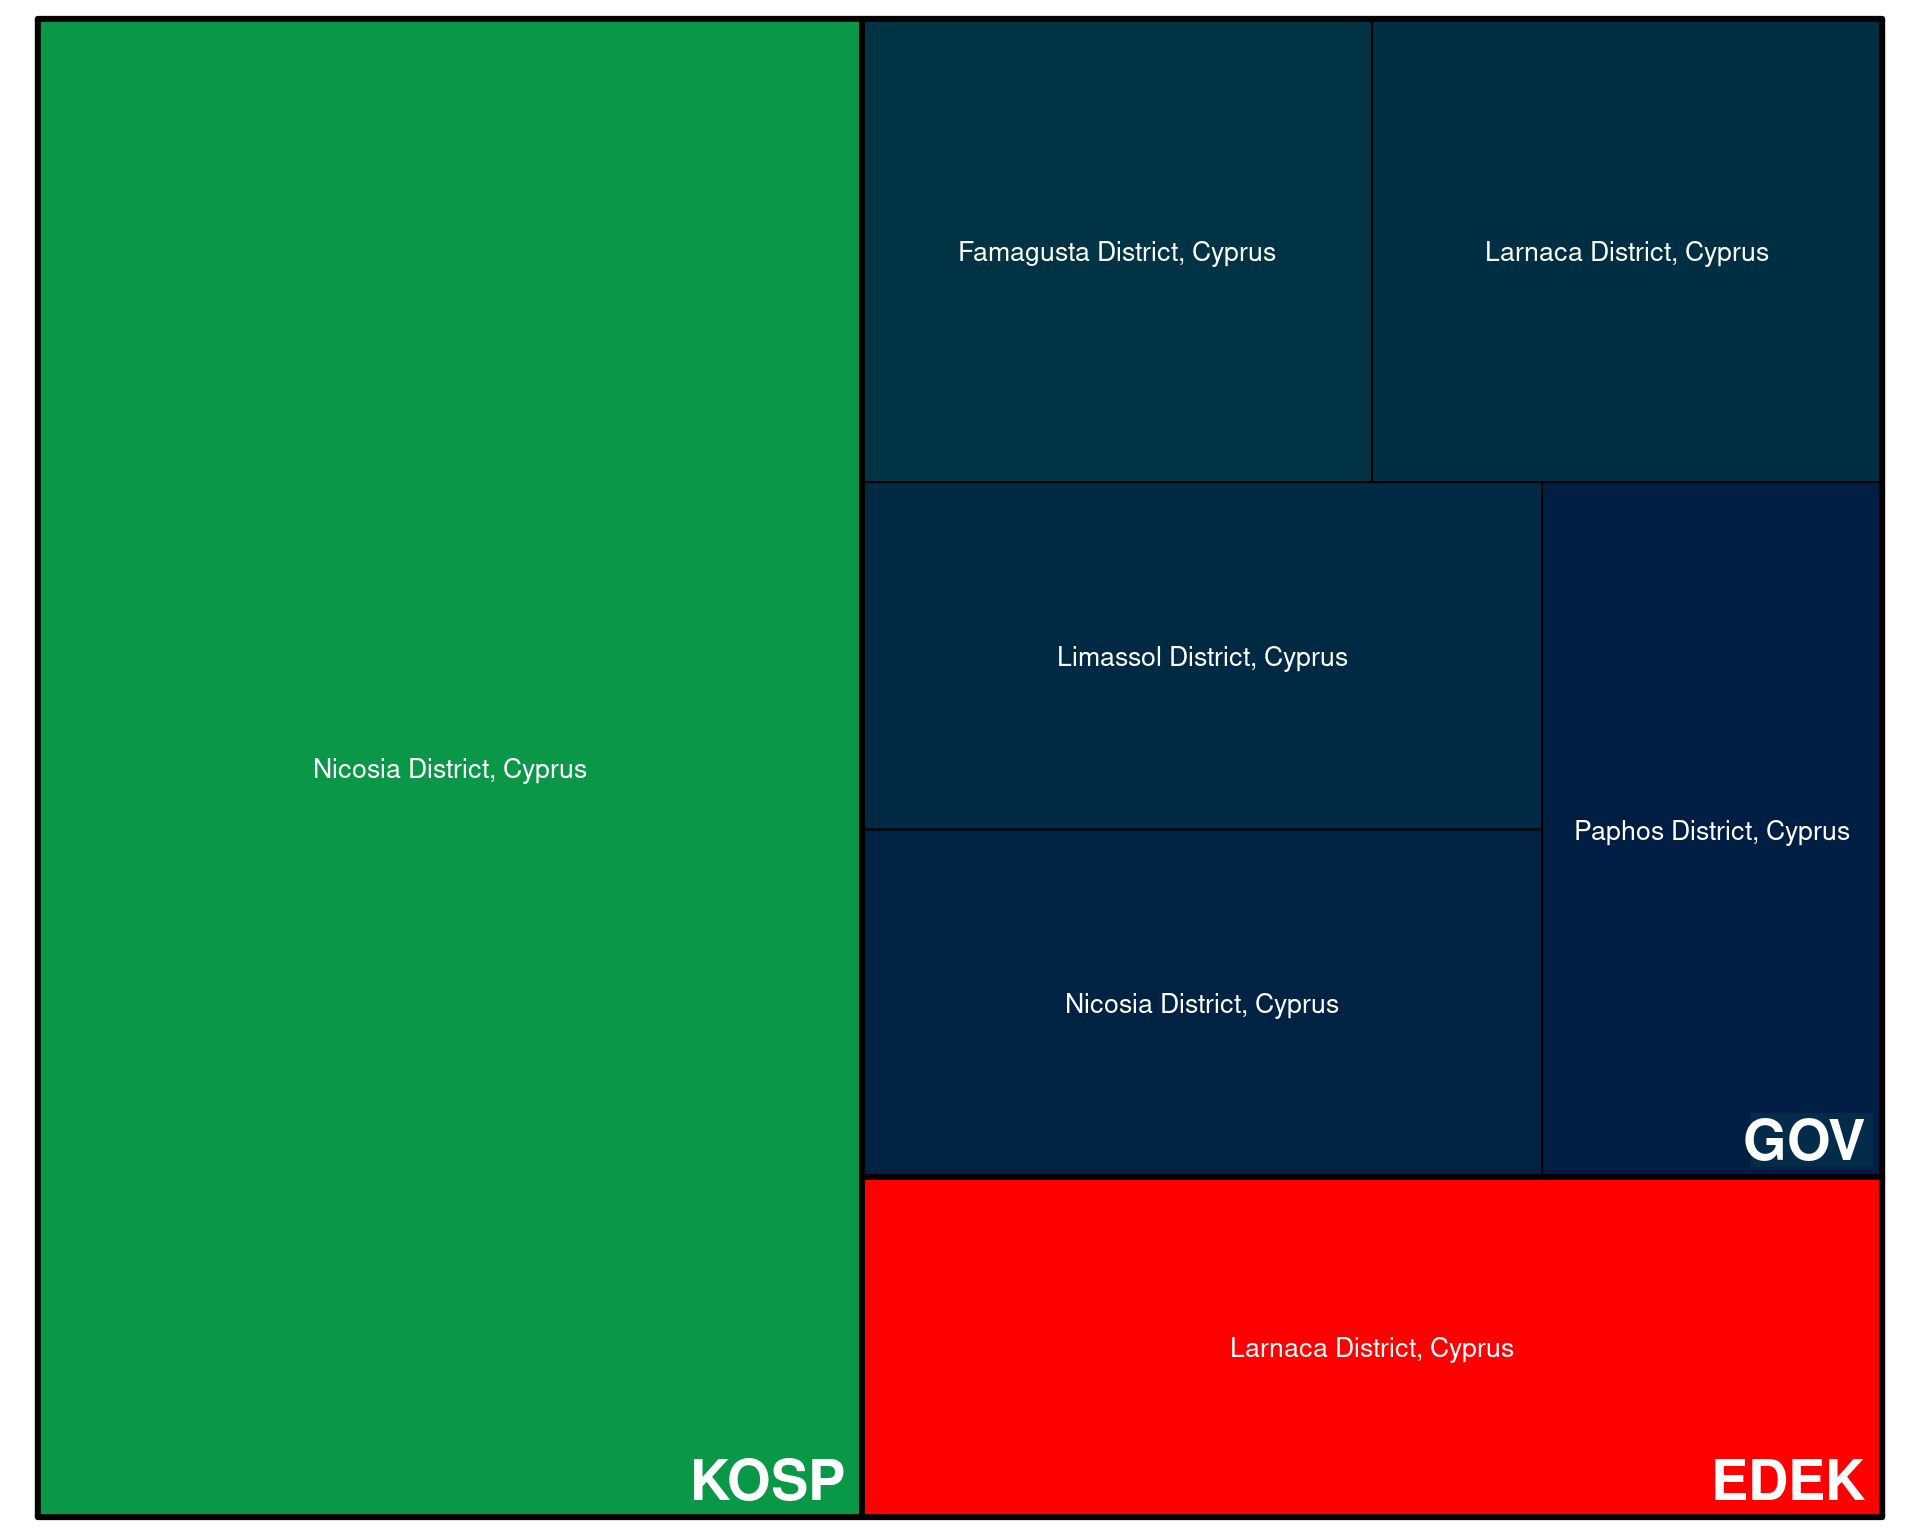 Famagusta District, Cyprus
Larnaca District, Cyprus
Limassol District, Cyprus
Nicosia District, Cyprus
Paphos District, Cyprus
Nicosia District, Cyprus
GOV
Larnaca District, Cyprus
KOSP
EDEK